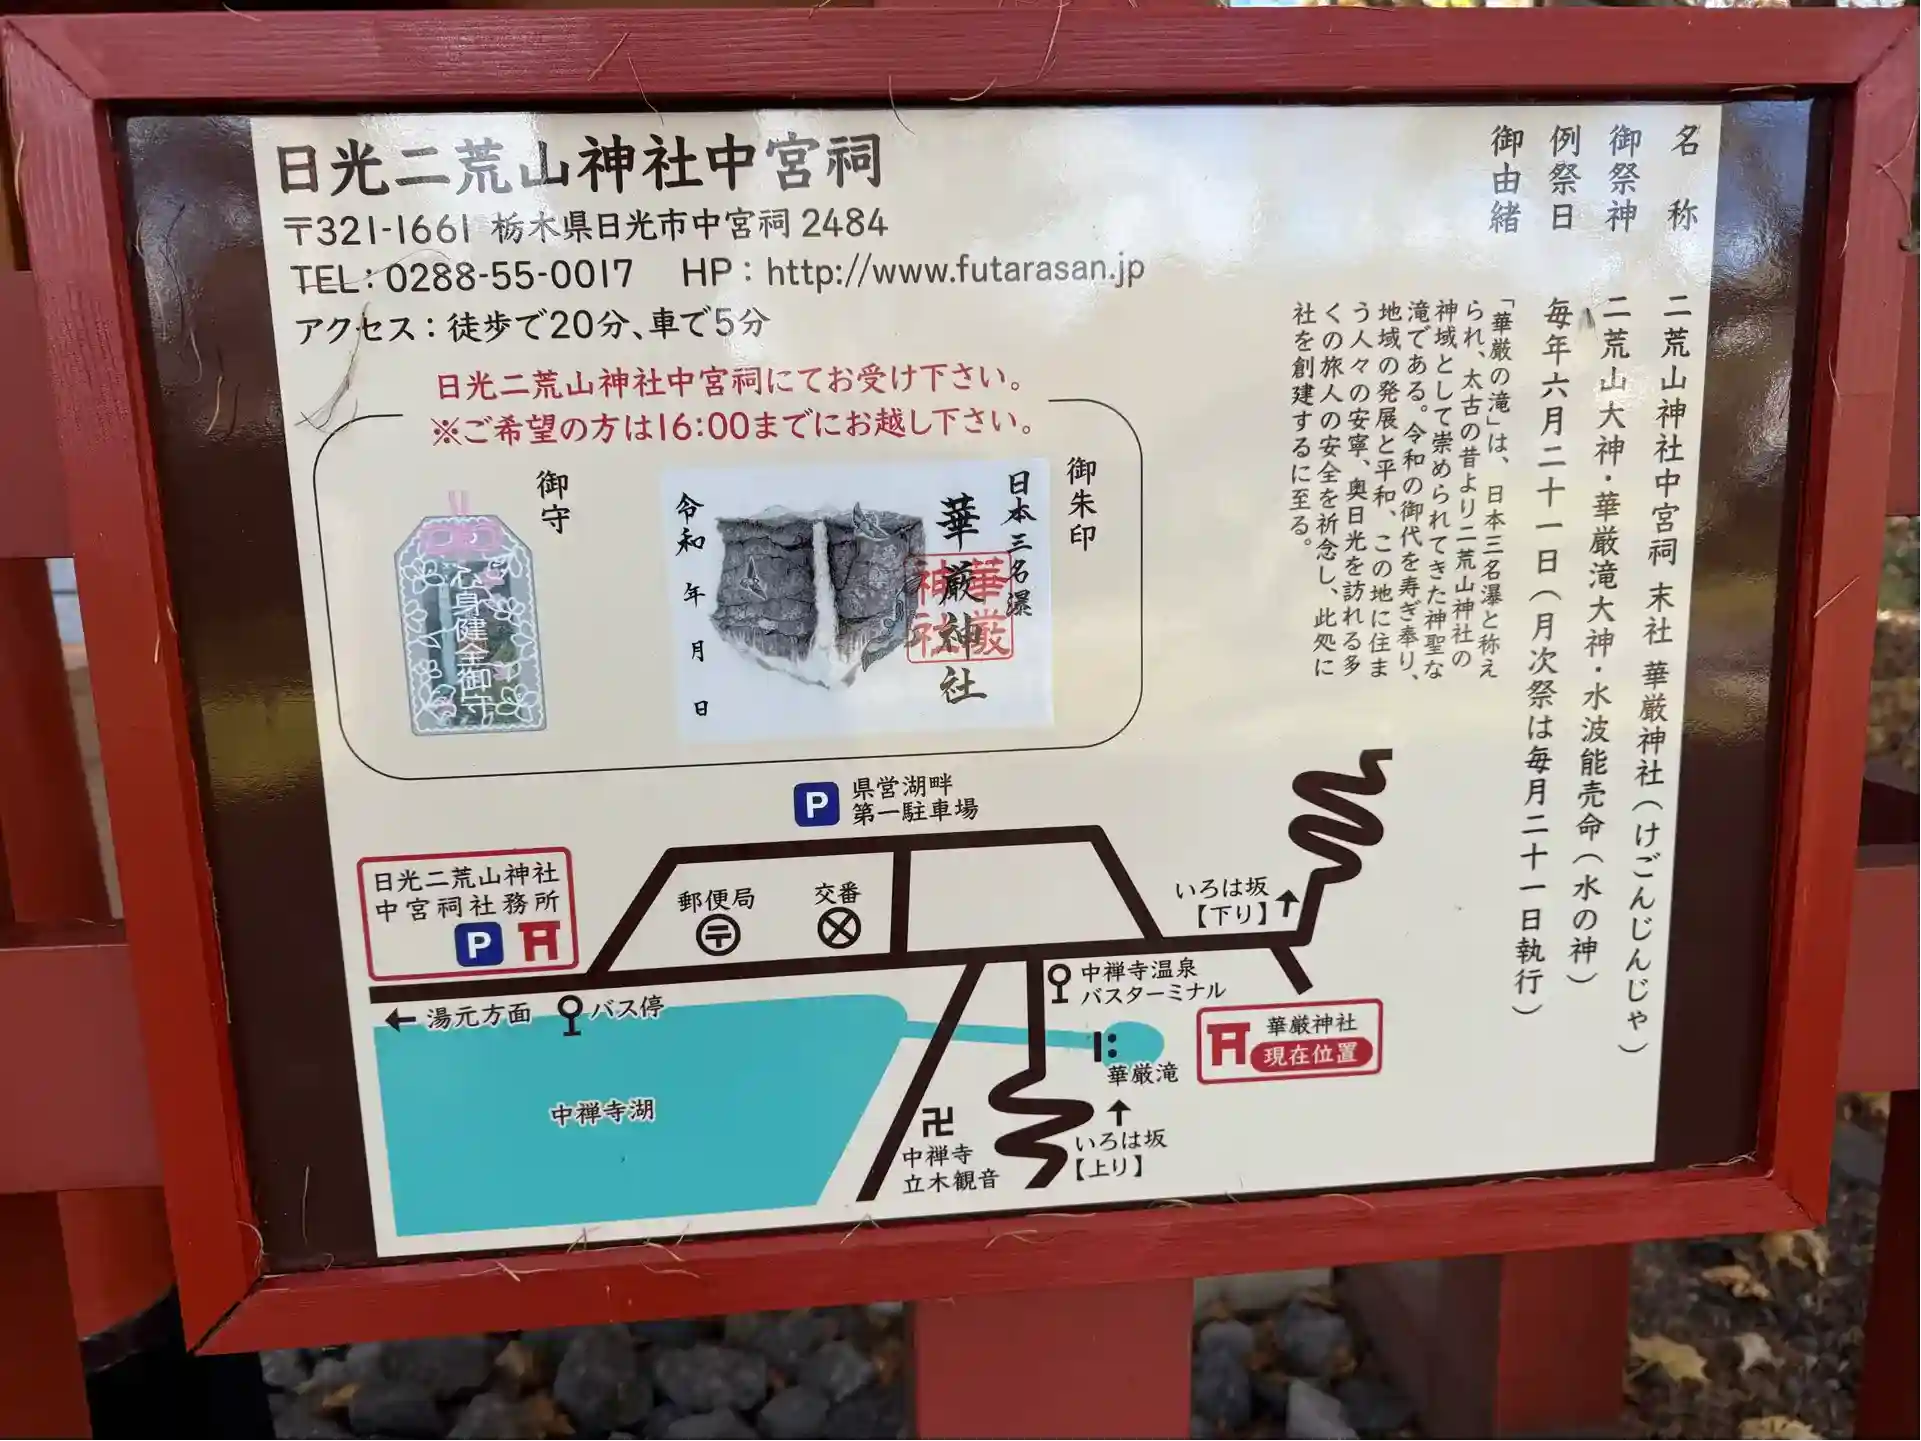 日光二荒山神社中宮祠
〒321-1661 栃木県日光市中宮祠 2484
TEL：0288-55-0017 HP：http://www.futarasan.jp
アクセス：徒歩で20分、車で5分
日光二荒山神社中宮祠にてお受け下さい。
※ご希望の方は16:00までにお越し下さい。
御朱印
日本三名瀑
華厳神社
華厳
神社
令和 年 月 日
御守
心身健全御守
名称 二荒山神社中宮祠 末社 華厳神社（けごんじんじゃ）
御祭神 二荒山大神・華厳滝大神・水波能売命（水の神）
例祭日 毎年六月二十一日（月次祭は毎月二十一日執行）
御由緒
「華厳の滝」は、日本三名瀑と称え
られ、太古の昔より二荒山神社の
神域として崇められてきた神聖な
滝である。令和の御代を寿ぎ奉り、
地域の発展と平和、この地に住ま
う人々の安寧、奥日光を訪れる多
くの旅人の安全を祈念し、此処に
社を創建するに至る。
P 県営湖畔
第一駐車場
日光二荒山神社
中宮祠社務所
P
郵便局
〒
交番
いろは坂
【下り】↑
← 湯元方面
バス停
中禅寺温泉
バスターミナル
華厳神社
現在位置
華厳滝
中禅寺湖
卍
中禅寺
立木観音
↑
いろは坂
【上り】